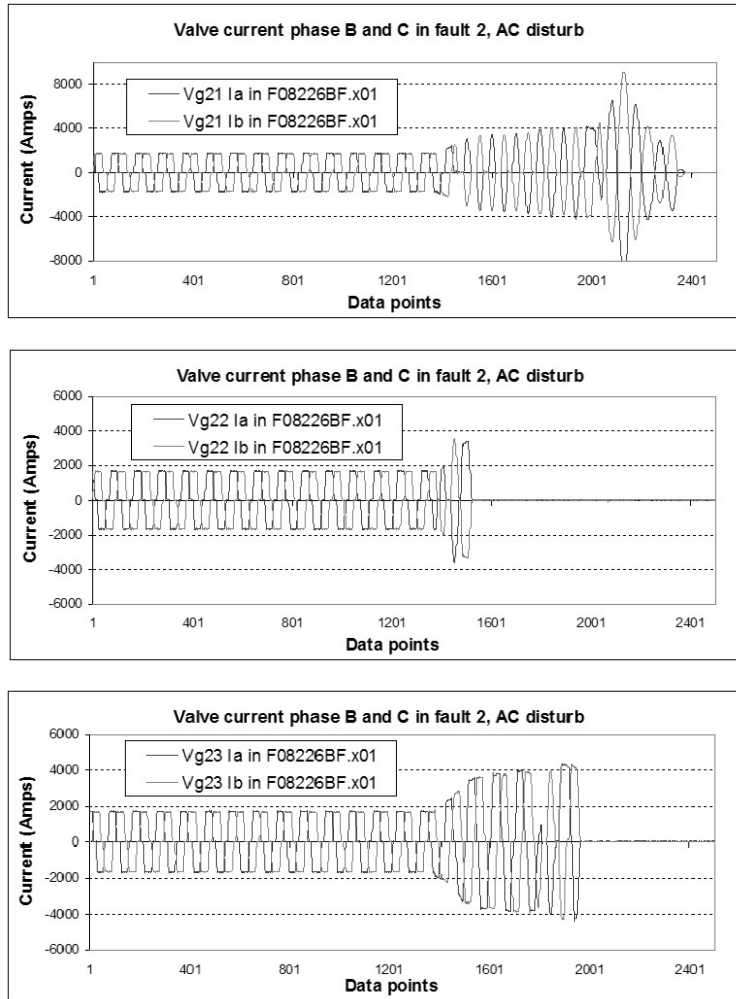 Valve current phase B and C in fault 2, AC disturb
Current (Amps)
8000
4000
0
-4000
-8000
Vg21 Ia in F08226BF.x01
Vg21 Ib in F08226BF.x01
1 401 801 1201 1601 2001 2401
Data points
Valve current phase B and C in fault 2, AC disturb
Current (Amps)
6000
4000
2000
0
-2000
-4000
-6000
Vg22 Ia in F08226BF.x01
Vg22 Ib in F08226BF.x01
1 401 801 1201 1601 2001 2401
Data points
Valve current phase B and C in fault 2, AC disturb
Current (Amps)
6000
4000
2000
0
-2000
-4000
-6000
Vg23 Ia in F08226BF.x01
Vg23 Ib in F08226BF.x01
1 401 801 1201 1601 2001 2401
Data points